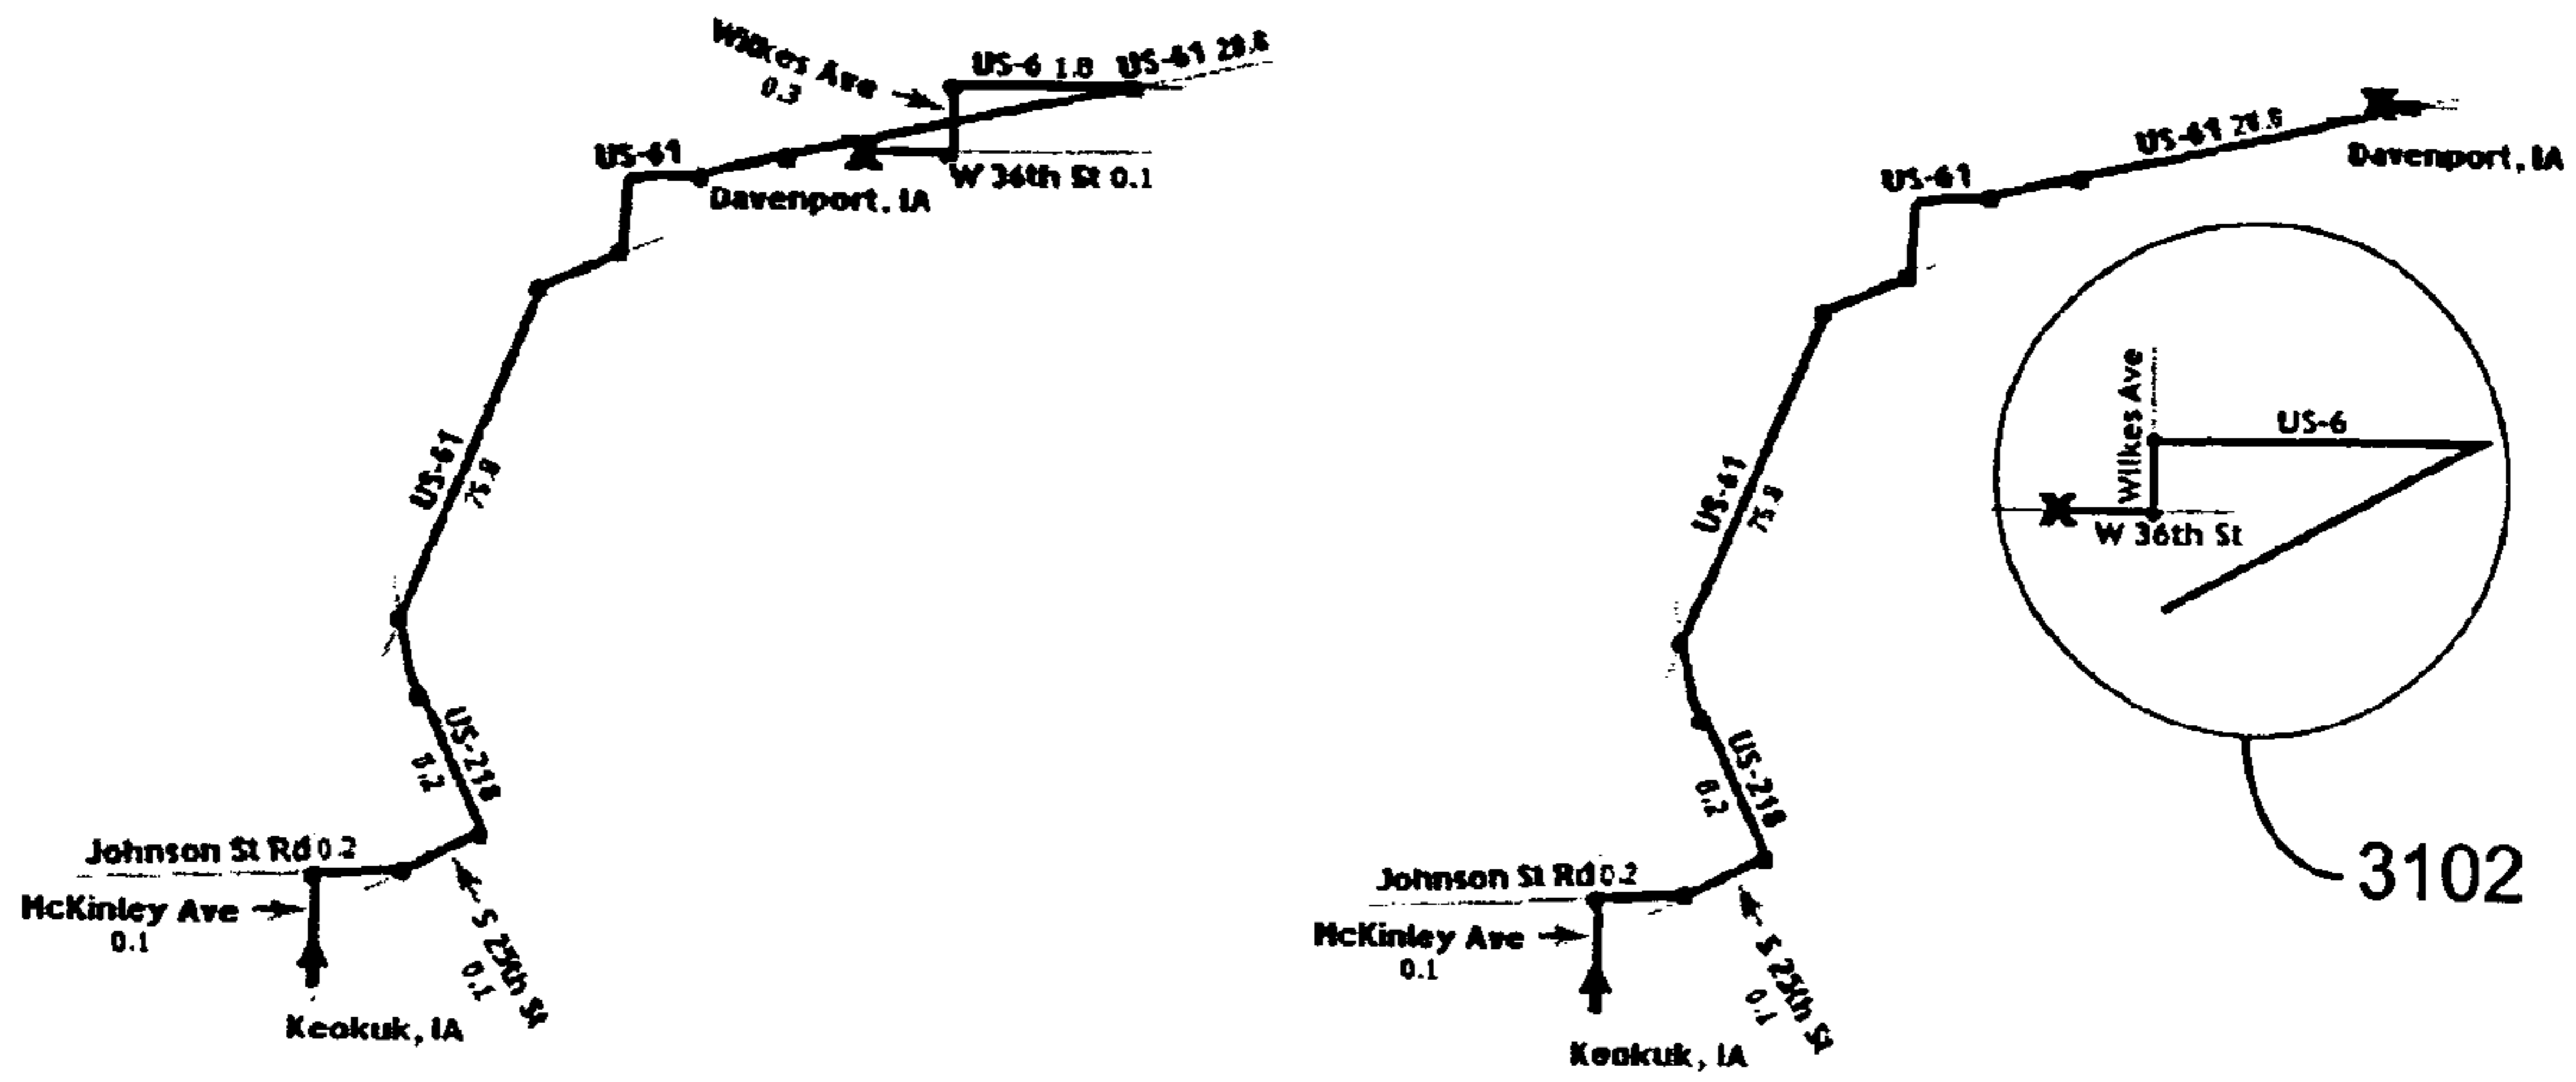 Wilkes Ave
0.3
US-6 1.8
US-61
US-61
W 36th St 0.1
Davenport, IA
US-61
75.8
US-218
8.2
Johnson St Rd 0.2
McKinley Ave
0.1
S 25th St
0.1
Keokuk, IA
US-61
US-61
Davenport, IA
US-61
75.8
Wilkes Ave
US-6
W 36th St
US-218
8.2
3102
Johnson St Rd 0.2
McKinley Ave
0.1
S 25th St
0.1
Keokuk, IA